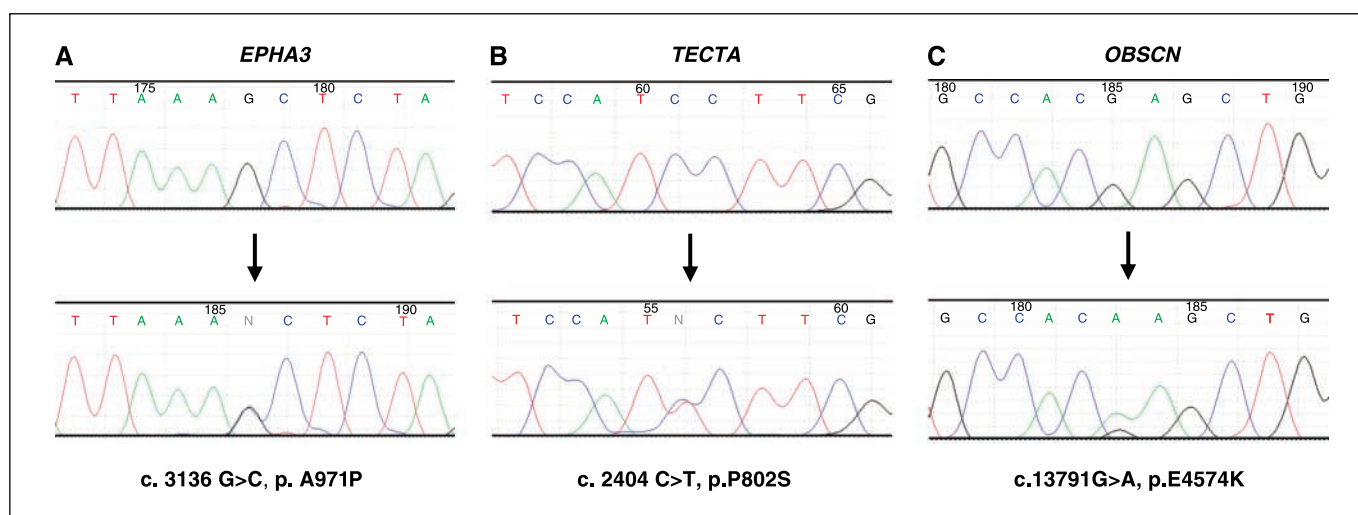 A EPHA3
175 180
T T A A A G C T C T A
185 190
T T A A A N C T C T A
c. 3136 G>C, p. A971P
B TECTA
60 65
T C C A T C C T T C G
55 60
T C C A T N C T T C G
c. 2404 C>T, p.P802S
C OBSCN
180 185 190
G C C A C G A G C T G
180 185
G C C A C A A G C T G
c.13791G>A, p.E4574K